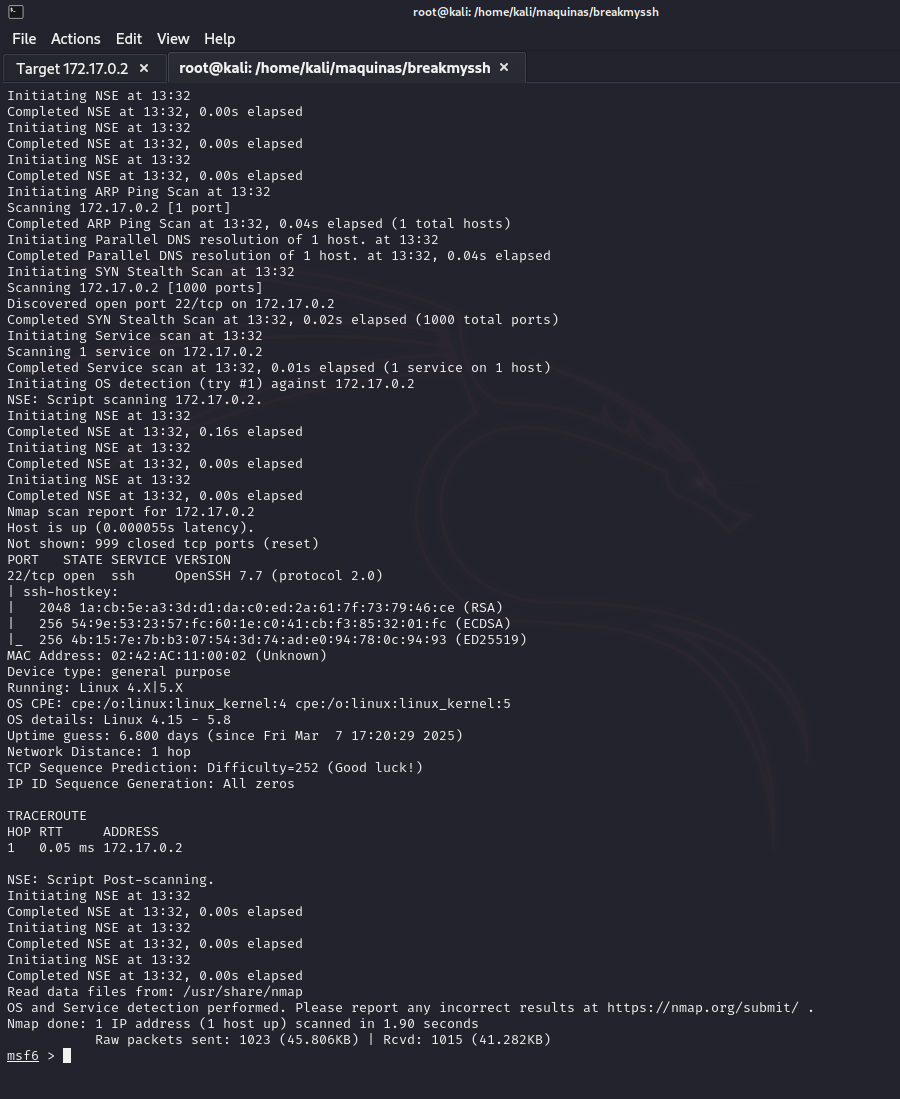 root@kali: /home/kali/maquinas/breakmyssh
File Actions Edit View Help
Target 172.17.0.2 × root@kali: /home/kali/maquinas/breakmyssh ×
Initiating NSE at 13:32
Completed NSE at 13:32, 0.00s elapsed
Initiating NSE at 13:32
Completed NSE at 13:32, 0.00s elapsed
Initiating NSE at 13:32
Completed NSE at 13:32, 0.00s elapsed
Initiating ARP Ping Scan at 13:32
Scanning 172.17.0.2 [1 port]
Completed ARP Ping Scan at 13:32, 0.04s elapsed (1 total hosts)
Initiating Parallel DNS resolution of 1 host. at 13:32
Completed Parallel DNS resolution of 1 host. at 13:32, 0.04s elapsed
Initiating SYN Stealth Scan at 13:32
Scanning 172.17.0.2 [1000 ports]
Discovered open port 22/tcp on 172.17.0.2
Completed SYN Stealth Scan at 13:32, 0.02s elapsed (1000 total ports)
Initiating Service scan at 13:32
Scanning 1 service on 172.17.0.2
Completed Service scan at 13:32, 0.01s elapsed (1 service on 1 host)
Initiating OS detection (try #1) against 172.17.0.2
NSE: Script scanning 172.17.0.2.
Initiating NSE at 13:32
Completed NSE at 13:32, 0.16s elapsed
Initiating NSE at 13:32
Completed NSE at 13:32, 0.00s elapsed
Initiating NSE at 13:32
Completed NSE at 13:32, 0.00s elapsed
Nmap scan report for 172.17.0.2
Host is up (0.000055s latency).
Not shown: 999 closed tcp ports (reset)
PORT   STATE SERVICE VERSION
22/tcp open  ssh     OpenSSH 7.7 (protocol 2.0)
| ssh-hostkey:
|   2048 1a:cb:5e:a3:3d:d1:da:c0:ed:2a:61:7f:73:79:46:ce (RSA)
|   256 54:9e:53:23:57:fc:60:1e:c0:41:cb:f3:85:32:01:fc (ECDSA)
|_  256 4b:15:7e:7b:b3:07:54:3d:74:ad:e0:94:78:0c:94:93 (ED25519)
MAC Address: 02:42:AC:11:00:02 (Unknown)
Device type: general purpose
Running: Linux 4.X|5.X
OS CPE: cpe:/o:linux:linux_kernel:4 cpe:/o:linux:linux_kernel:5
OS details: Linux 4.15 - 5.8
Uptime guess: 6.800 days (since Fri Mar  7 17:20:29 2025)
Network Distance: 1 hop
TCP Sequence Prediction: Difficulty=252 (Good luck!)
IP ID Sequence Generation: All zeros
TRACEROUTE
HOP RTT     ADDRESS
1   0.05 ms 172.17.0.2
NSE: Script Post-scanning.
Initiating NSE at 13:32
Completed NSE at 13:32, 0.00s elapsed
Initiating NSE at 13:32
Completed NSE at 13:32, 0.00s elapsed
Initiating NSE at 13:32
Completed NSE at 13:32, 0.00s elapsed
Read data files from: /usr/share/nmap
OS and Service detection performed. Please report any incorrect results at https://nmap.org/submit/ .
Nmap done: 1 IP address (1 host up) scanned in 1.90 seconds
Raw packets sent: 1023 (45.806KB) | Rcvd: 1015 (41.282KB)
msf6 >